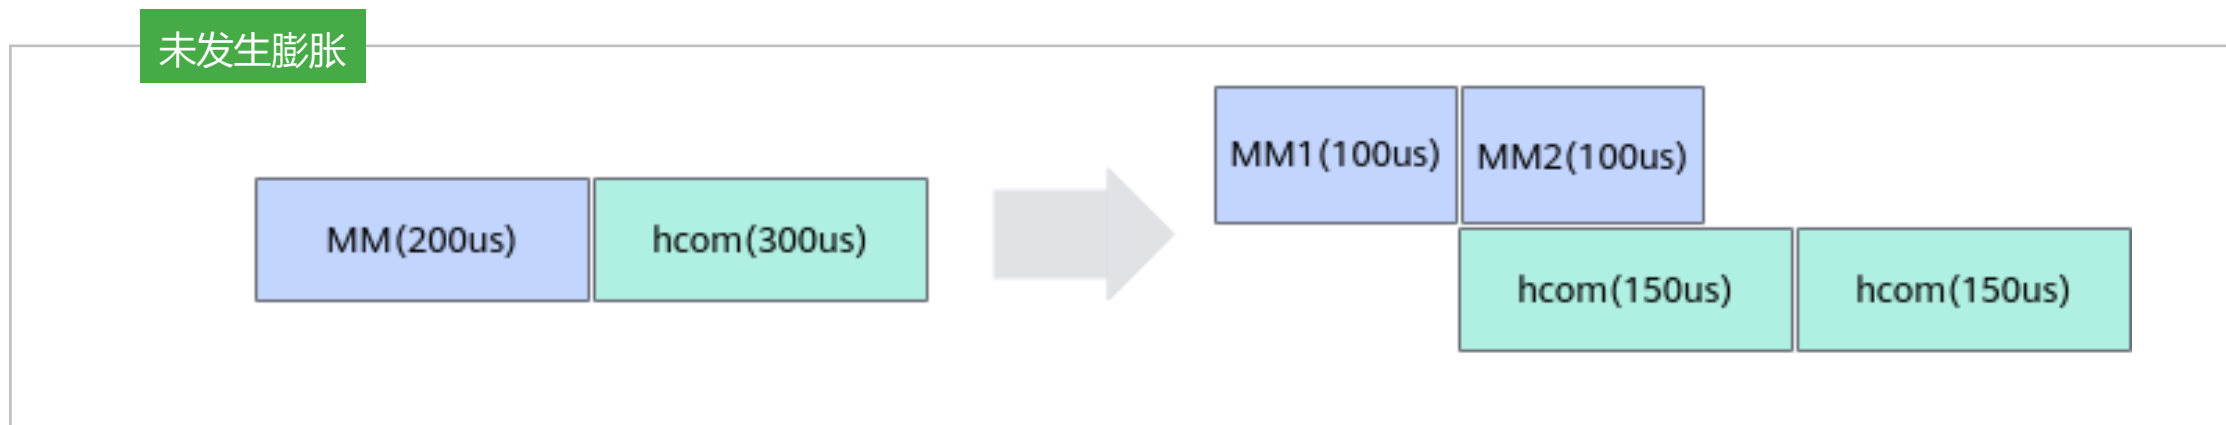 未发生膨胀
MM(200us)
hcom(300us)
MM1(100us)
MM2(100us)
hcom(150us)
hcom(150us)